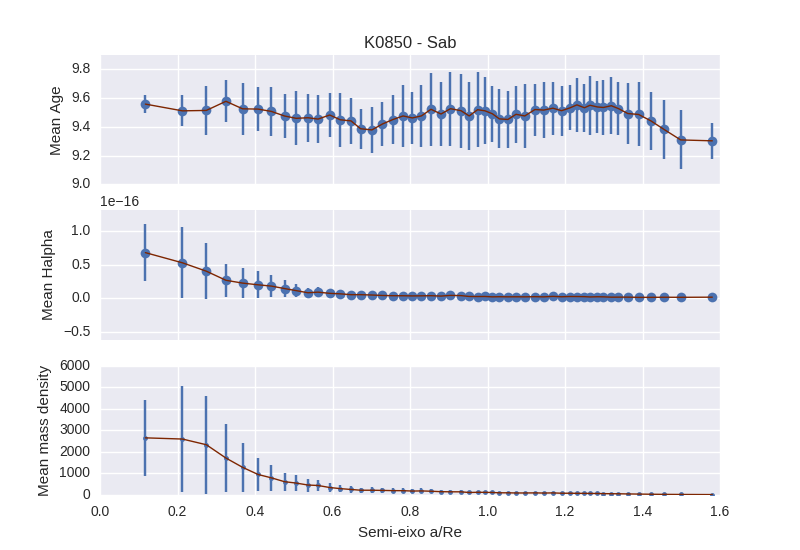 K0850 - Sab
Mean Age
9.8
9.6
9.4
9.2
9.0
1e−16
Mean Halpha
1.0
0.5
0.0
−0.5
Mean mass density
6000
5000
4000
3000
2000
1000
0
0.0 0.2 0.4 0.6 0.8 1.0 1.2 1.4 1.6
Semi-eixo a/Re